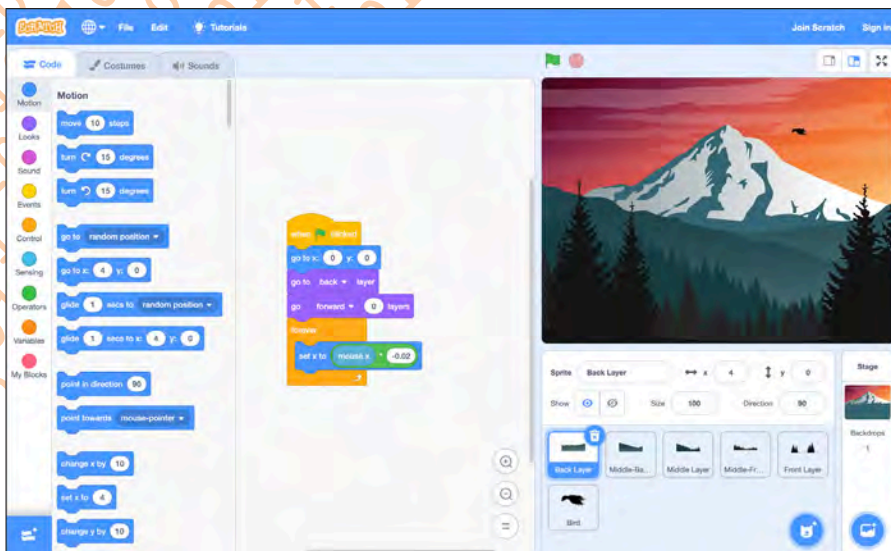 SCRATCH File Edit Tutorials Join Scratch Sign in
Code Costumes Sounds
Motion
Looks
Sound
Events
Control
Sensing
Operators
Variables
My Blocks
Motion
move 10 steps
turn 15 degrees
turn 15 degrees
go to random position
go to x: 4 y: 0
glide 1 secs to random position
glide 1 secs to x: 4 y: 0
point in direction 90
point towards mouse-pointer
change x by 10
set x to 4
change y by 10
when clicked
go to x: 0 y: 0
go to back layer
go forward 0 layers
forever
set x to mouse x * -0.02
Sprite Back Layer x 4 y 0
Show Size 100 Direction 90
Back Layer Middle-Ba... Middle Layer Middle-Fr... Front Layer
Bird
Stage
Backdrops
1